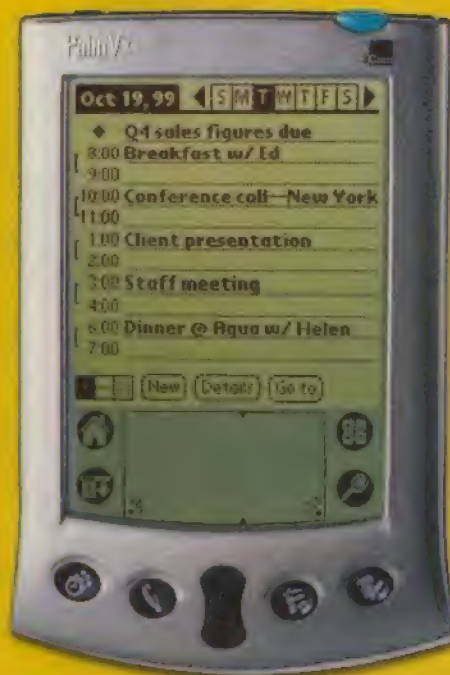 PalmV
3Com
Oct 19, 99 S M T W T F S
Q4 sales figures due
8:00 Breakfast w/ Ed
9:00
10:00 Conference call—New York
11:00
1:00 Client presentation
2:00
3:00 Staff meeting
4:00
6:00 Dinner @ Aqua w/ Helen
7:00
New Details Go to